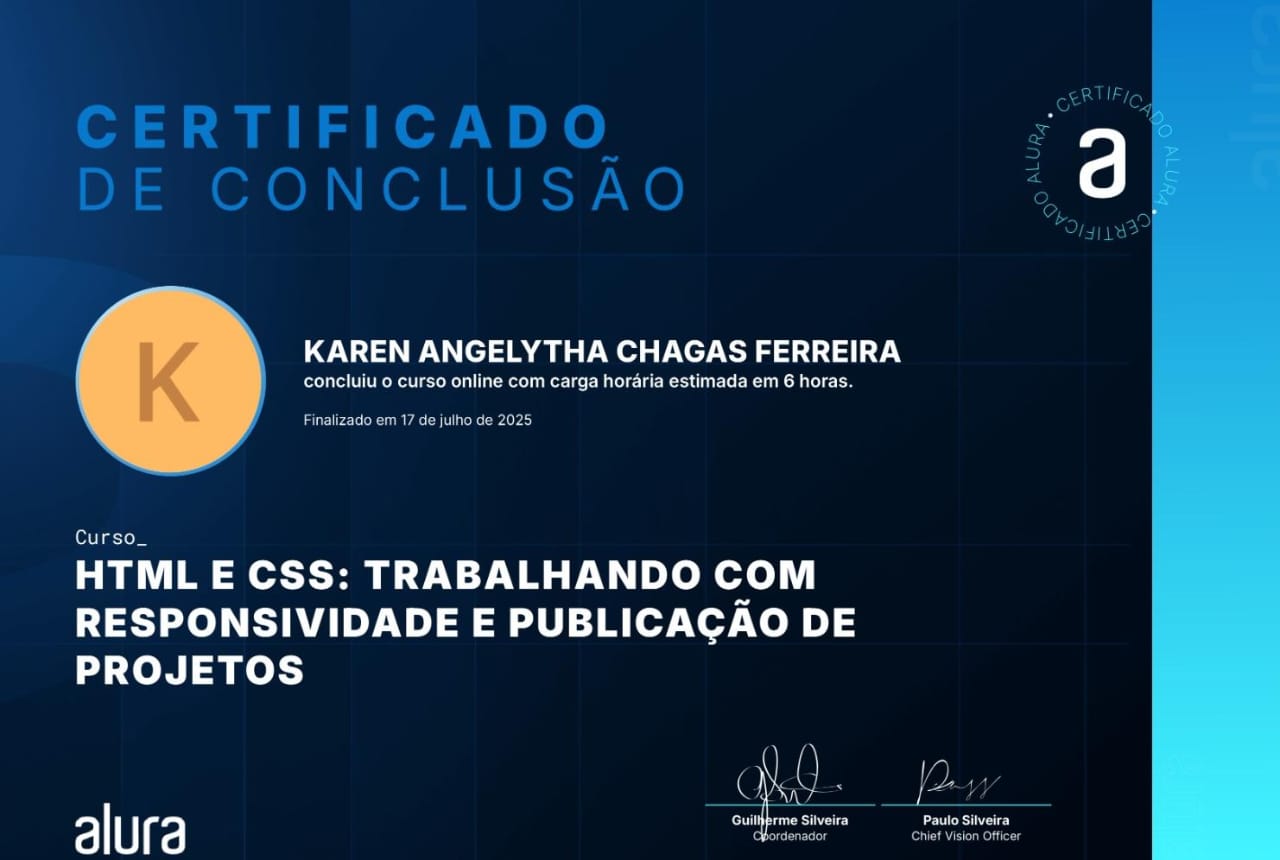 CERTIFICADO
DE CONCLUSÃO
CERTIFICADO ALURA • CERTIFICADO ALURA •
a
alura
K
KAREN ANGELYTHA CHAGAS FERREIRA
concluiu o curso online com carga horária estimada em 6 horas.
Finalizado em 17 de julho de 2025
Curso_
HTML E CSS: TRABALHANDO COM
RESPONSIVIDADE E PUBLICAÇÃO DE
PROJETOS
alura
Guilherme Silveira
Coordenador
Paulo Silveira
Chief Vision Officer